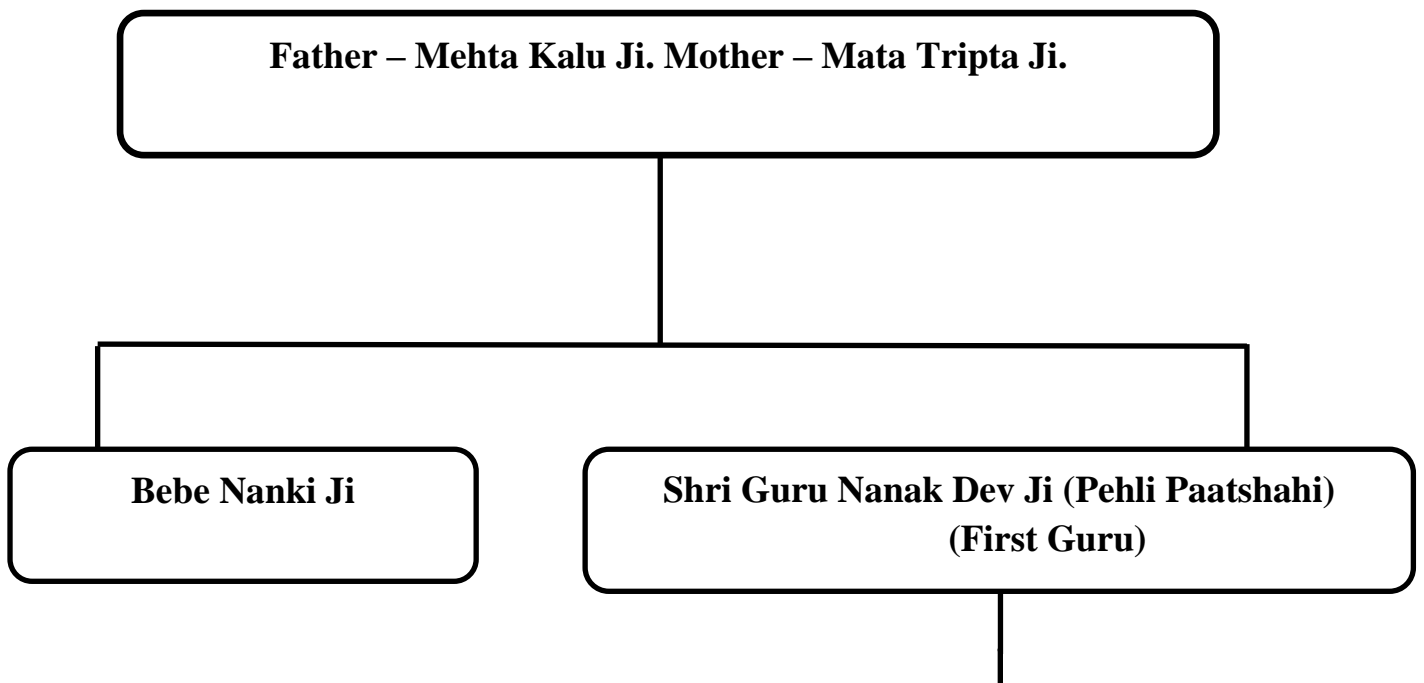 Father – Mehta Kalu Ji. Mother – Mata Tripta Ji.
Bebe Nanki Ji
Shri Guru Nanak Dev Ji (Pehli Paatshahi)
(First Guru)